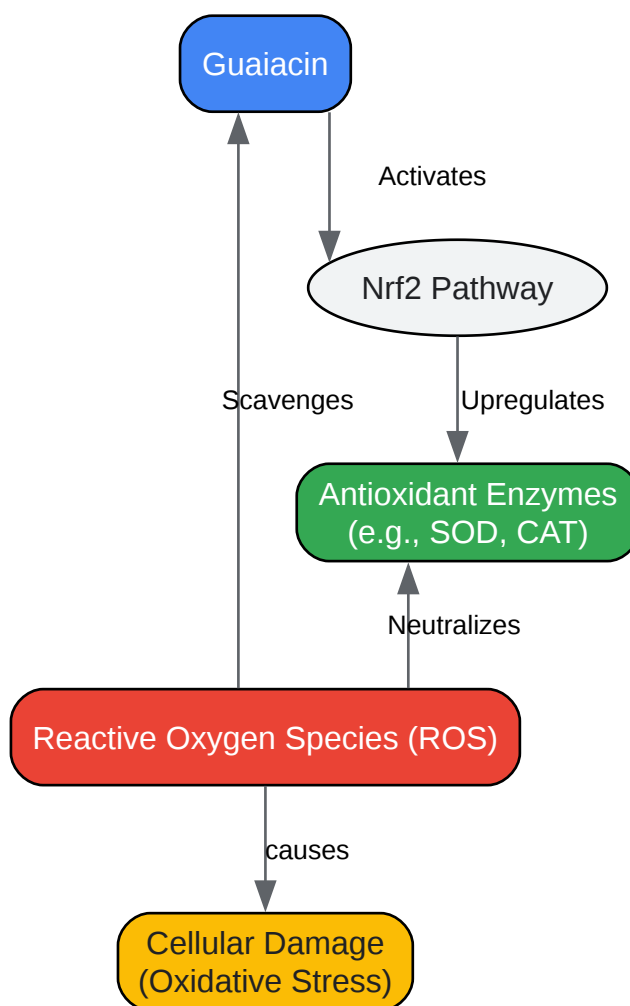 Guaiacin
Activates
Nrf2 Pathway
Scavenges
Upregulates
Antioxidant Enzymes
(e.g., SOD, CAT)
Neutralizes
Reactive Oxygen Species (ROS)
causes
Cellular Damage
(Oxidative Stress)